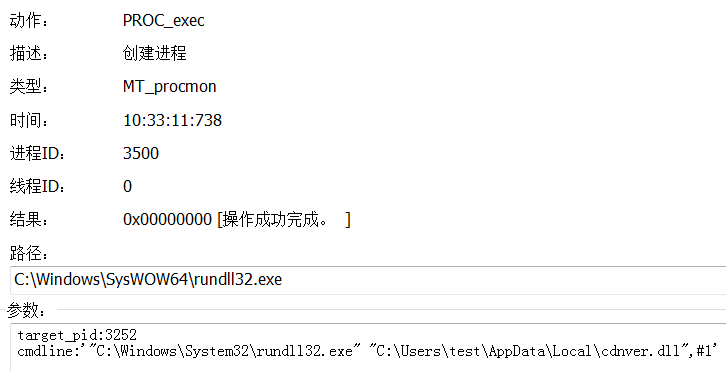 动作： PROC_exec
描述： 创建进程
类型： MT_procmon
时间： 10:33:11:738
进程ID： 3500
线程ID： 0
结果： 0x00000000 [操作成功完成。 ]
路径：
C:\Windows\SysWOW64\rundll32.exe
参数：
target_pid:3252
cmdline:'"C:\Windows\System32\rundll32.exe" "C:\Users\test\AppData\Local\cdnver.dll",#1'